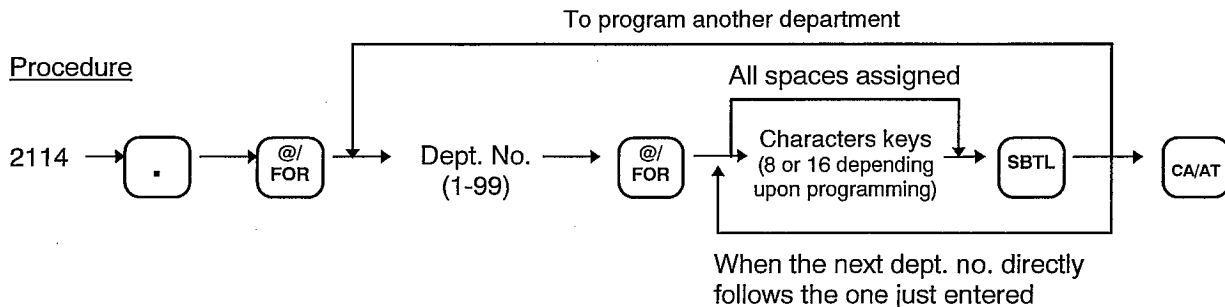 To program another department
Procedure
All spaces assigned
2114
.
@/
FOR
Dept. No.
(1-99)
@/
FOR
Characters keys
(8 or 16 depending
upon programming)
SBTL
CA/AT
When the next dept. no. directly
follows the one just entered